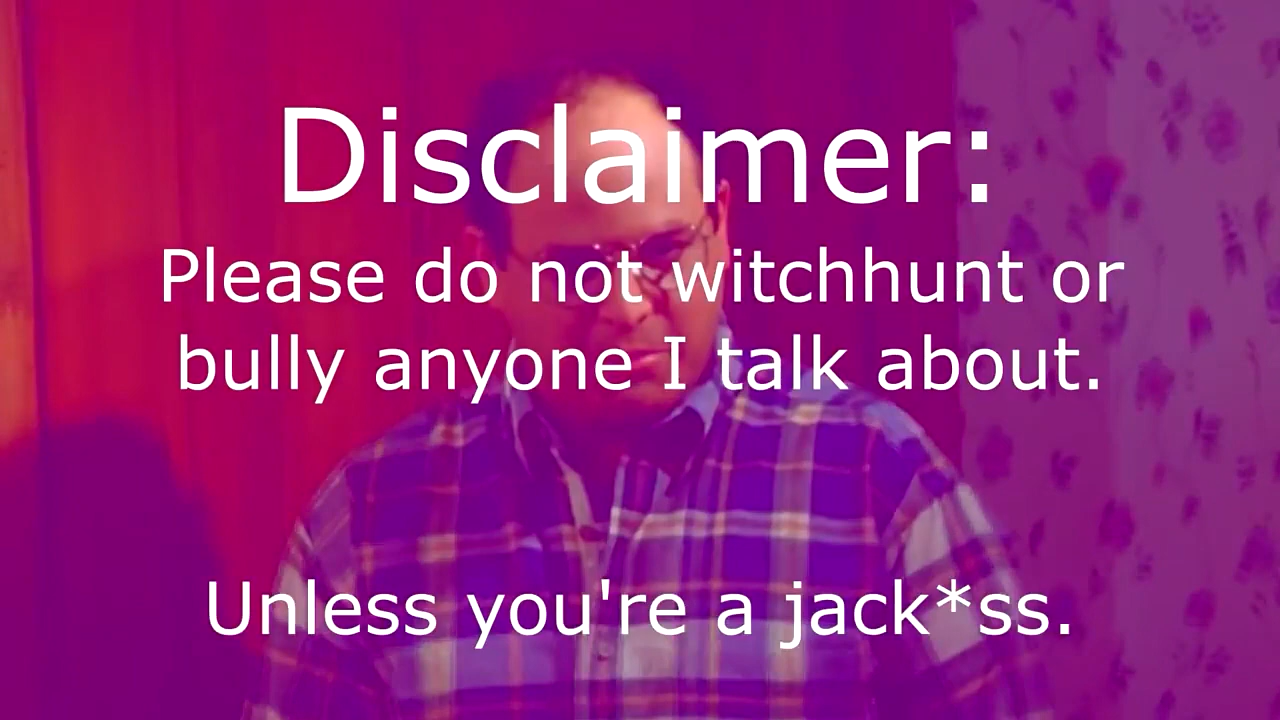 Disclaimer:
Please do not witchhunt or
bully anyone I talk about.
Unless you're a jack*ss.